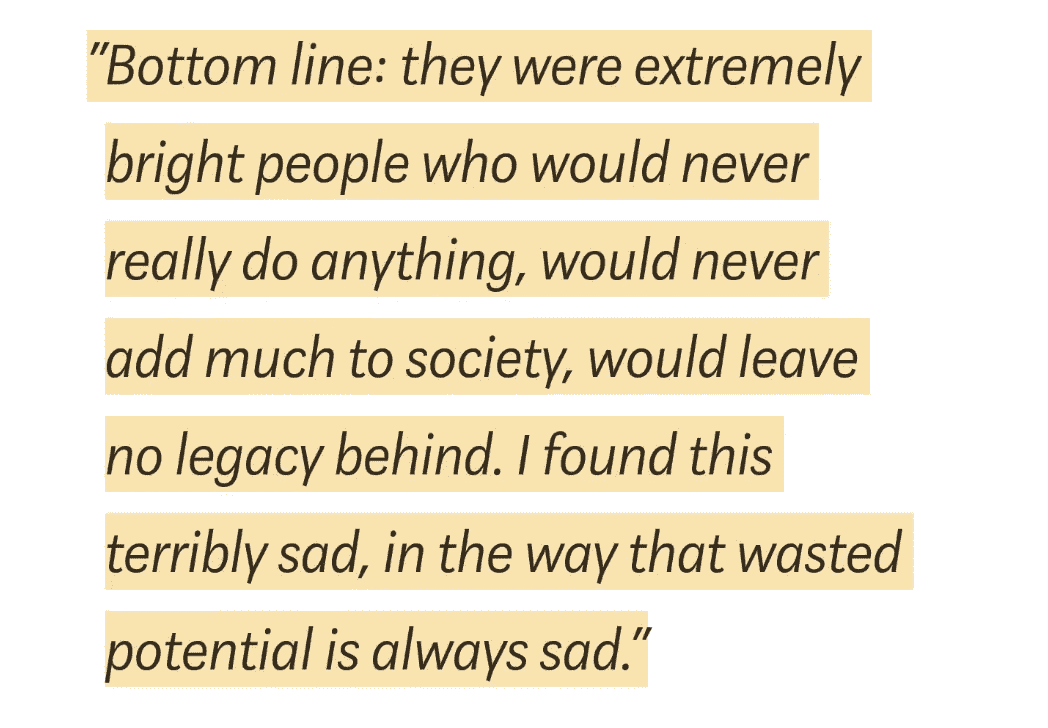 "Bottom line: they were extremely
bright people who would never
really do anything, would never
add much to society, would leave
no legacy behind. I found this
terribly sad, in the way that wasted
potential is always sad."